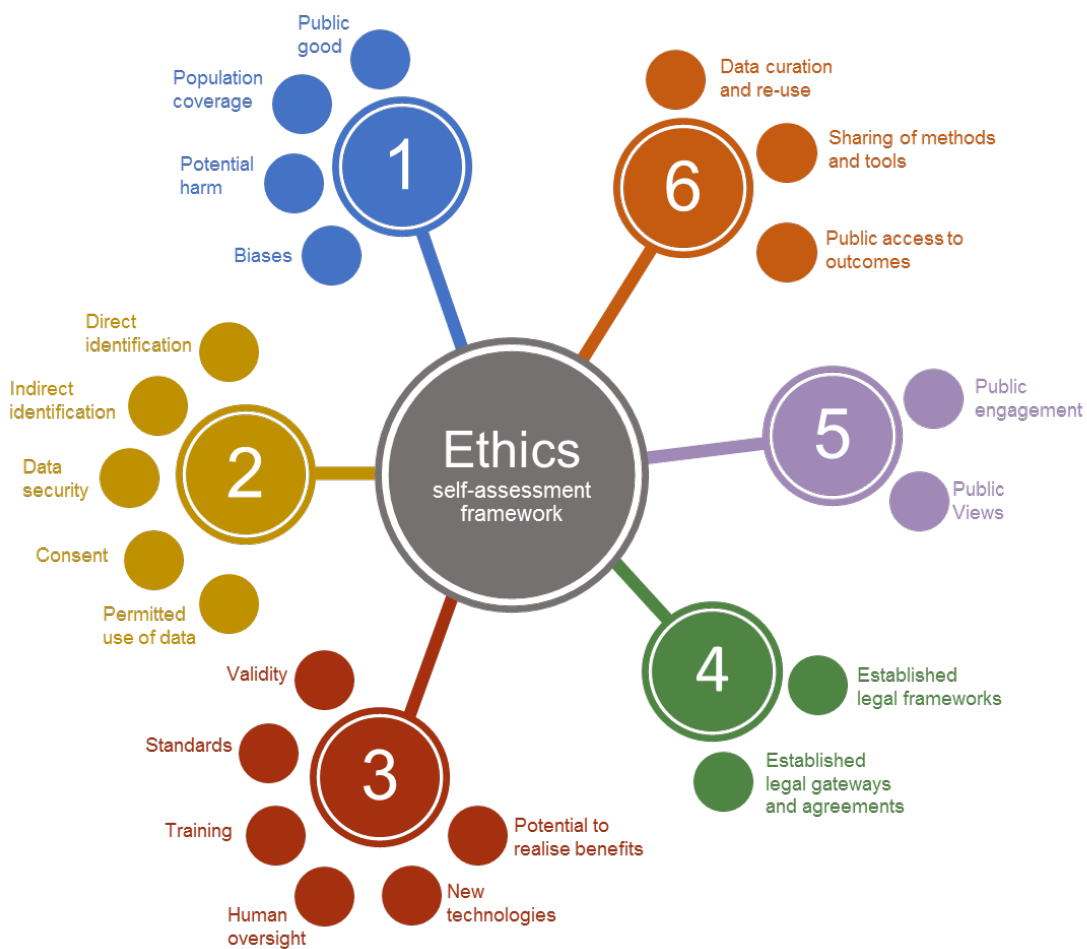 Ethics
self-assessment
framework
1
Public
good
Population
coverage
Potential
harm
Biases
2
Direct
identification
Indirect
identification
Data
security
Consent
Permitted
use of data
3
Validity
Standards
Training
Human
oversight
New
technologies
Potential to
realise benefits
4
Established
legal frameworks
Established
legal gateways
and agreements
5
Public
engagement
Public
Views
6
Data curation
and re-use
Sharing of methods
and tools
Public access to
outcomes